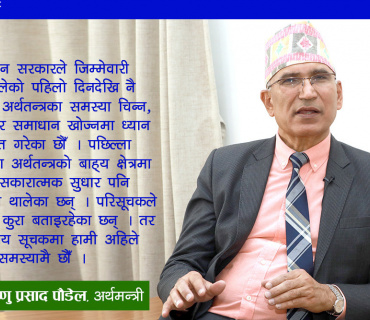 न सरकारले जिम्मेवारी
लेको पहिलो दिनदेखि नै
अर्थतन्त्रका समस्या चिन्न,
र समाधान खोज्नमा ध्यान
त गरेका छौँ । पछिल्ला
ा अर्थतन्त्रको बाह्य क्षेत्रमा
सकारात्मक सुधार पनि
थालेका छन् । परिसूचकले
कुरा बताइरहेका छन् । तर
य सूचकमा हामी अहिले
समस्यामै छौँ ।
णु प्रसाद पौडेल, अर्थमन्त्री